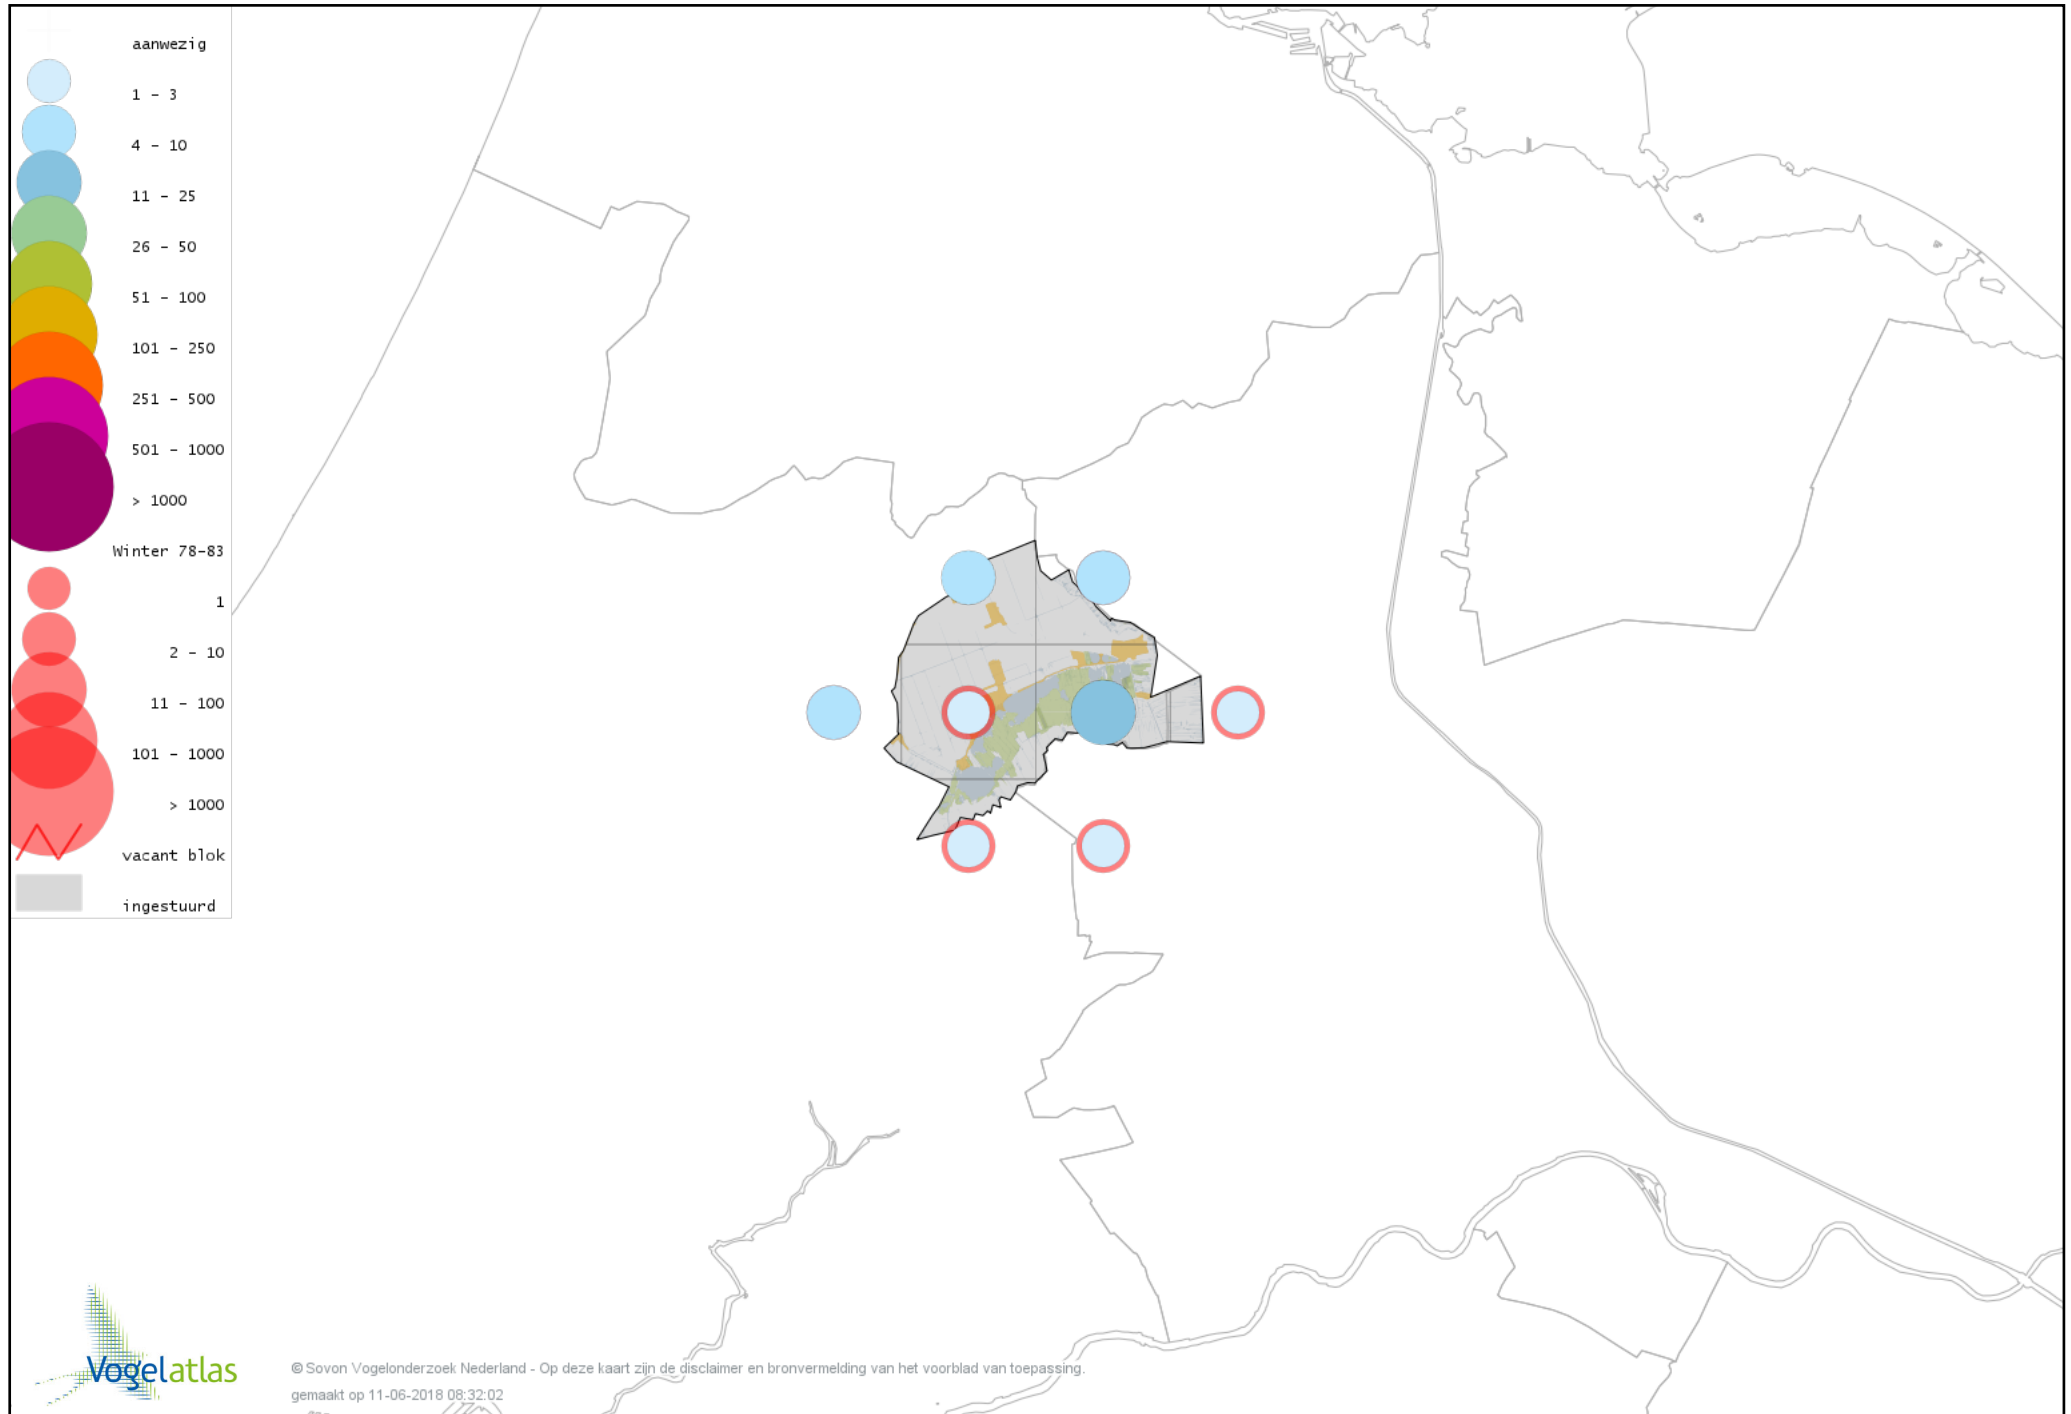 aanwezig
1 - 3
4 - 10
11 - 25
26 - 50
51 - 100
101 - 250
251 - 500
501 - 1000
> 1000
Winter 78-83
1
2 - 10
11 - 100
101 - 1000
> 1000
vacant blok
ingestuurd
Vogelatlas
© Sovon Vogelonderzoek Nederland - Op deze kaart zijn de disclaimer en bronvermelding van het voorblad van toepassing.
gemaakt op 11-06-2018 08:32:02